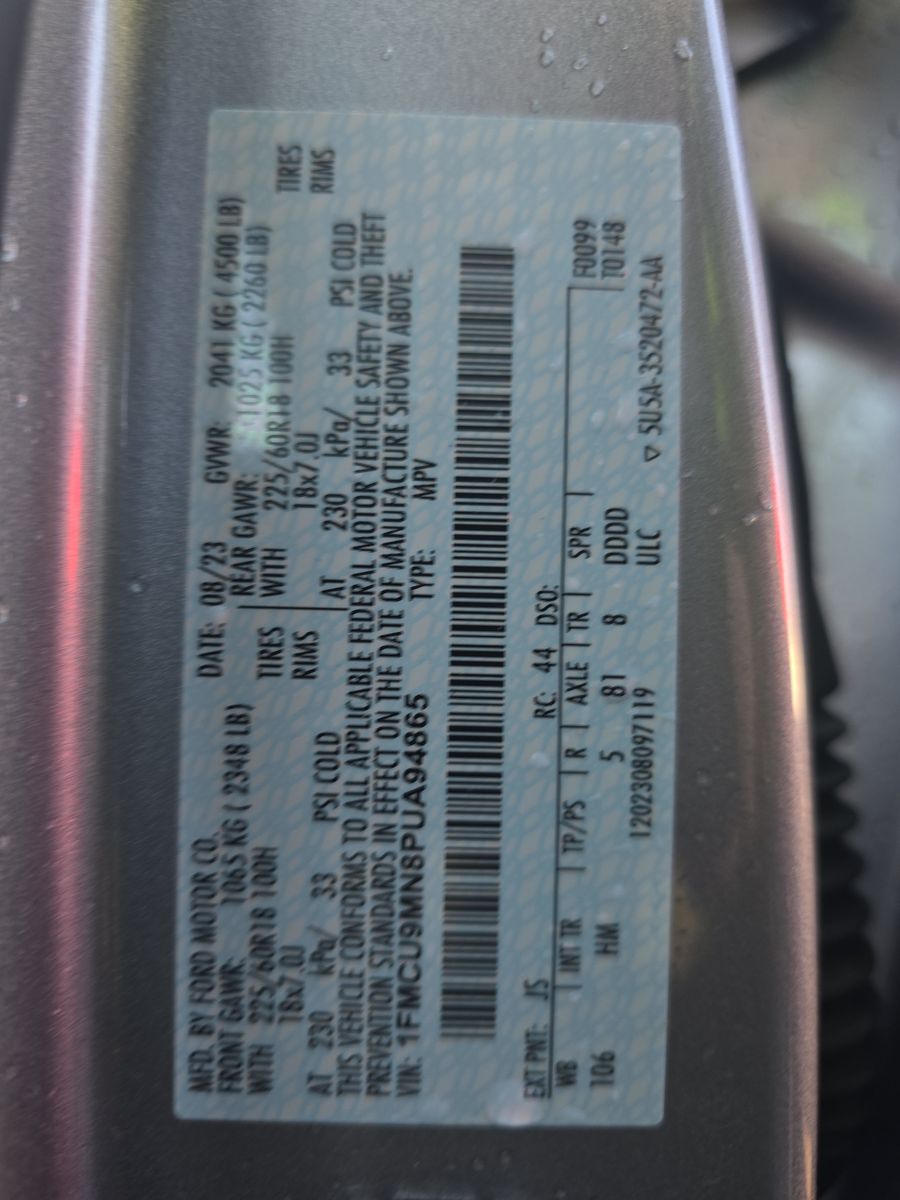 MFD. BY FORD MOTOR CO. DATE: 08/23 GVWR: 2041 KG ( 4500 LB)
FRONT GAWR: 1065 KG ( 2348 LB) REAR GAWR: 1025 KG ( 2260 LB)
WITH 225/60R18 100H TIRES WITH 225/60R18 100H TIRES
18x7.0J RIMS 18x7.0J RIMS
AT 230 kPa/ 33 PSI COLD AT 230 kPa/ 33 PSI COLD
THIS VEHICLE CONFORMS TO ALL APPLICABLE FEDERAL MOTOR VEHICLE SAFETY AND THEFT
PREVENTION STANDARDS IN EFFECT ON THE DATE OF MANUFACTURE SHOWN ABOVE.
VIN: 1FMCU9MN8PUA94865 TYPE: MPV
EXT PNT: JS RC: 44 DSO:
WB INT TR TP/PS R AXLE TR SPR F0099
106 HM 5 81 8 DDDD T0148
1202308097119 ULC ▽ 5U5A-3520472-AA